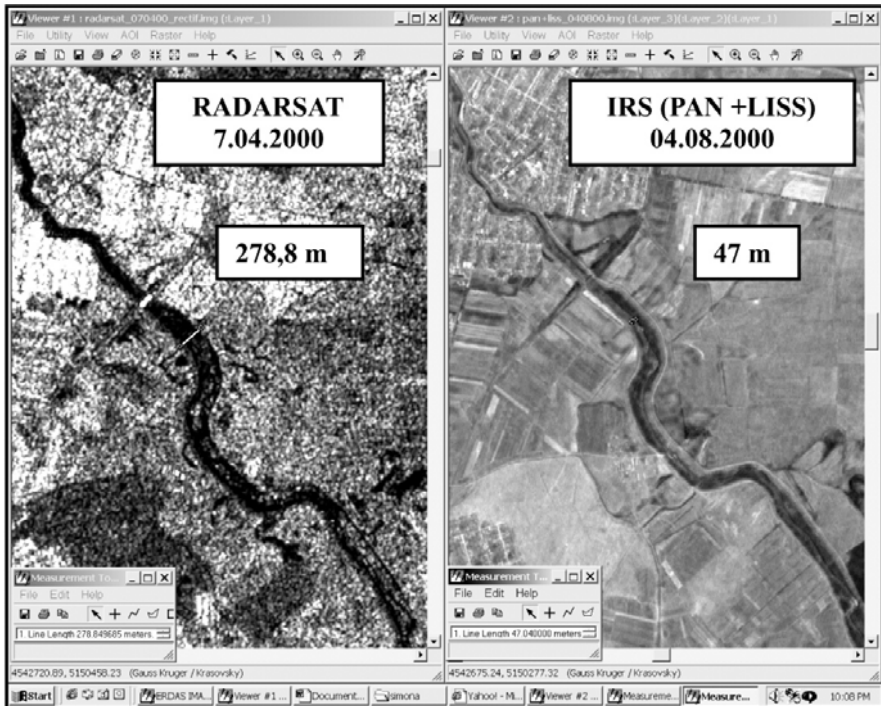 Viewer #1 : radarsat_070400_rectif.img (:Layer_1)
File Utility View AOI Raster Help
RADARSAT
7.04.2000
278,8 m
Measurement To...
File Edit Help
1. Line Length 278.849685 meters.
4542720.89, 5150458.23 (Gauss Kruger / Krasovsky)
Viewer #2 : pan+liss_040800.img (:Layer_3)(:Layer_2)(:Layer_1)
File Utility View AOI Raster Help
IRS (PAN +LISS)
04.08.2000
47 m
Measurement T...
File Edit Help
1. Line Length 47.040000 meters
4542675.24, 5150277.32 (Gauss Kruger / Krasovsky)
Start ERDAS IMA... Viewer #1 ... Document... simona Yahoo! - Mi... Viewer #2 ... Measureme... Measure... 10:08 PM